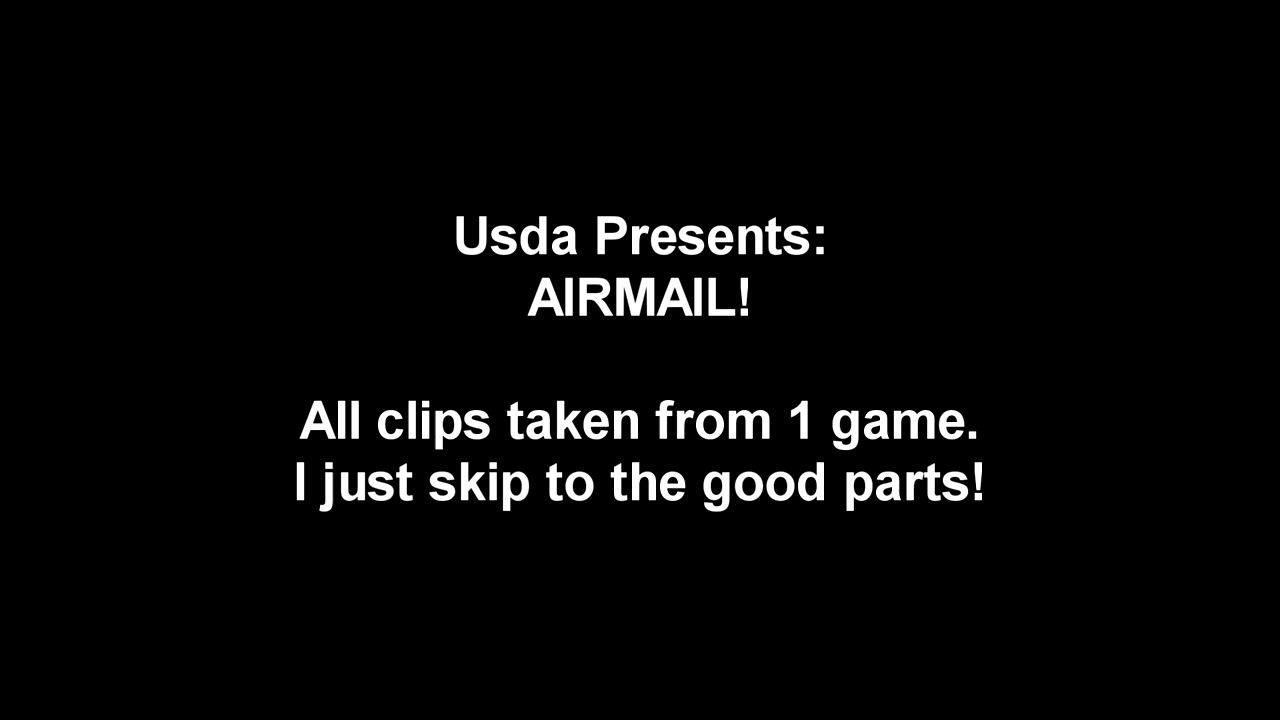 Usda Presents:
AIRMAIL!
All clips taken from 1 game.
I just skip to the good parts!